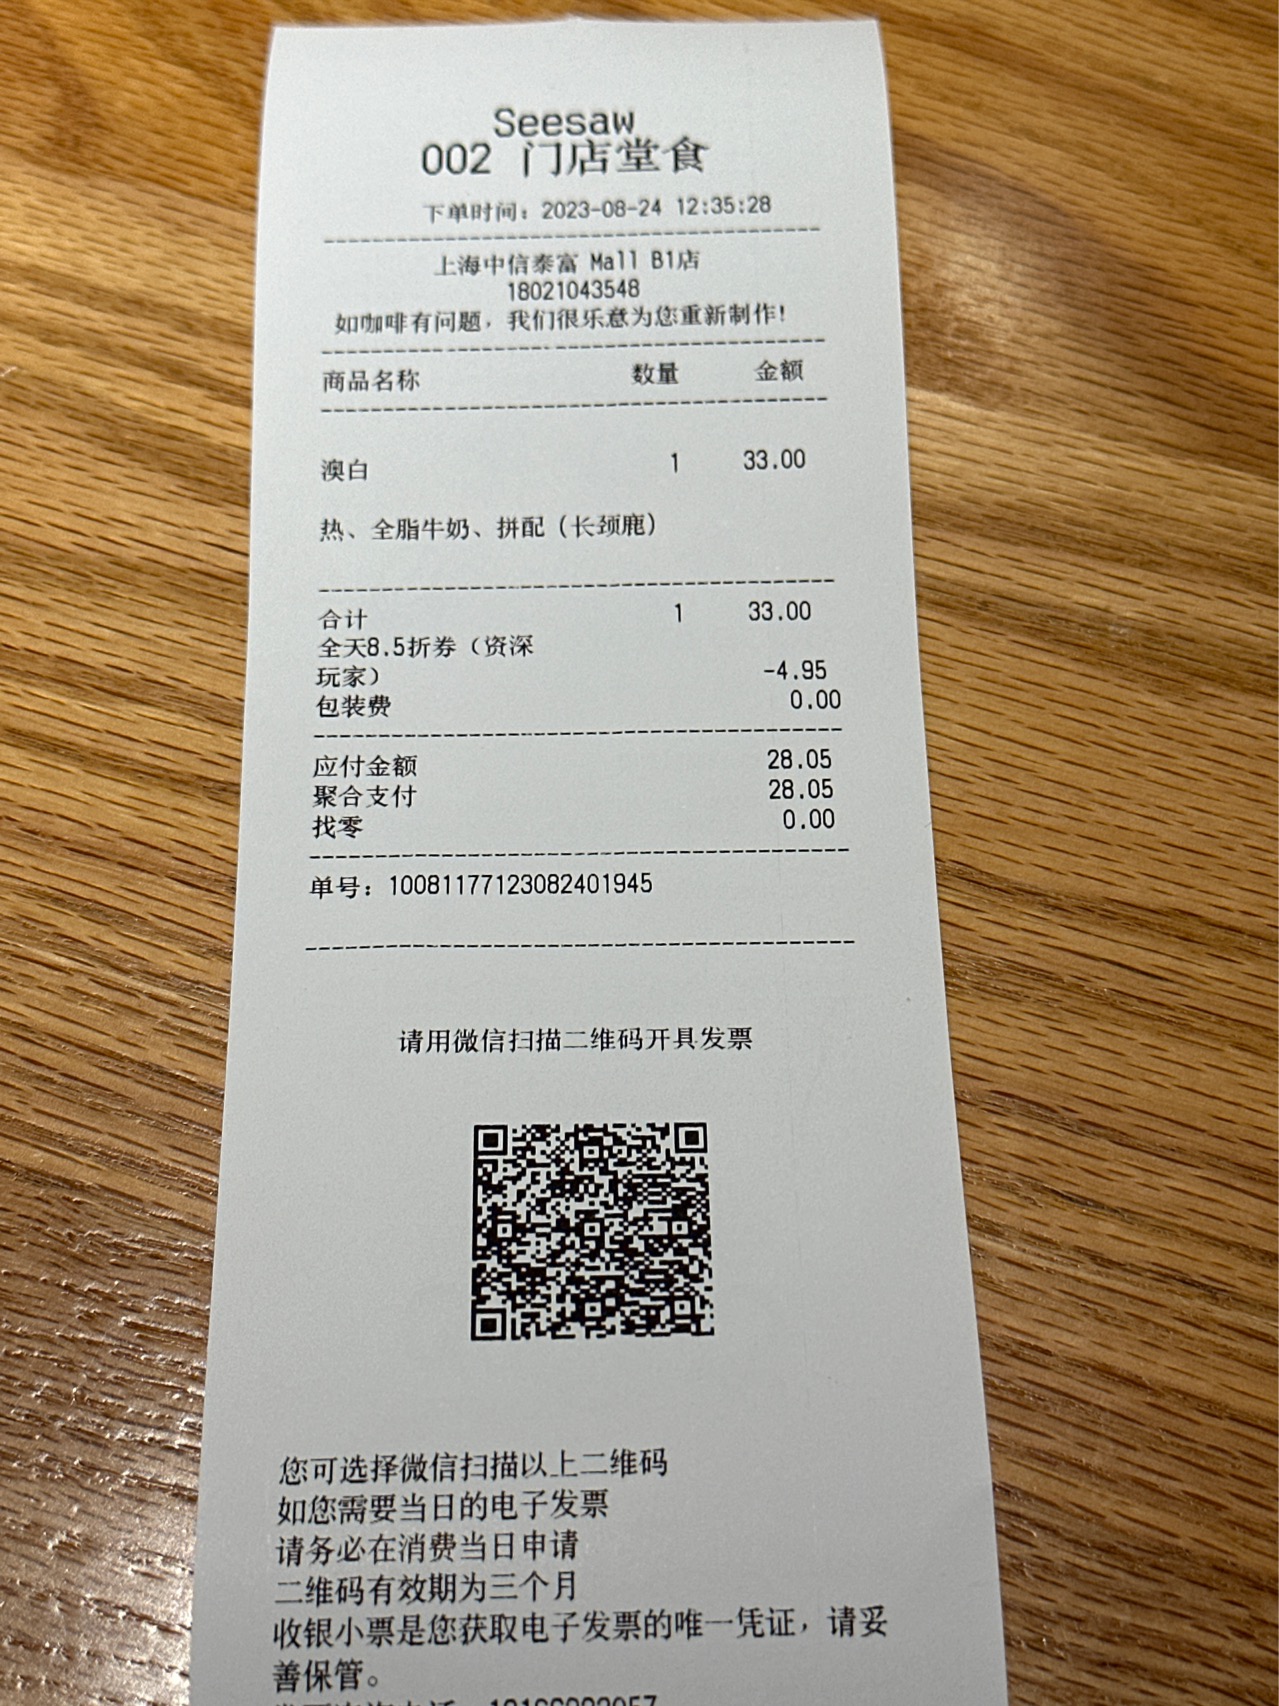 Seesaw
002 门店堂食
下单时间：2023-08-24 12:35:28
上海中信泰富 Mall B1店
18021043548
如咖啡有问题，我们很乐意为您重新制作!
商品名称 数量 金额
澳白 1 33.00
热、全脂牛奶、拼配（长颈鹿）
合计 1 33.00
全天8.5折券（资深
玩家） -4.95
包装费 0.00
应付金额 28.05
聚合支付 28.05
找零 0.00
单号：10081177123082401945
请用微信扫描二维码开具发票
您可选择微信扫描以上二维码
如您需要当日的电子发票
请务必在消费当日申请
二维码有效期为三个月
收银小票是您获取电子发票的唯一凭证，请妥
善保管。